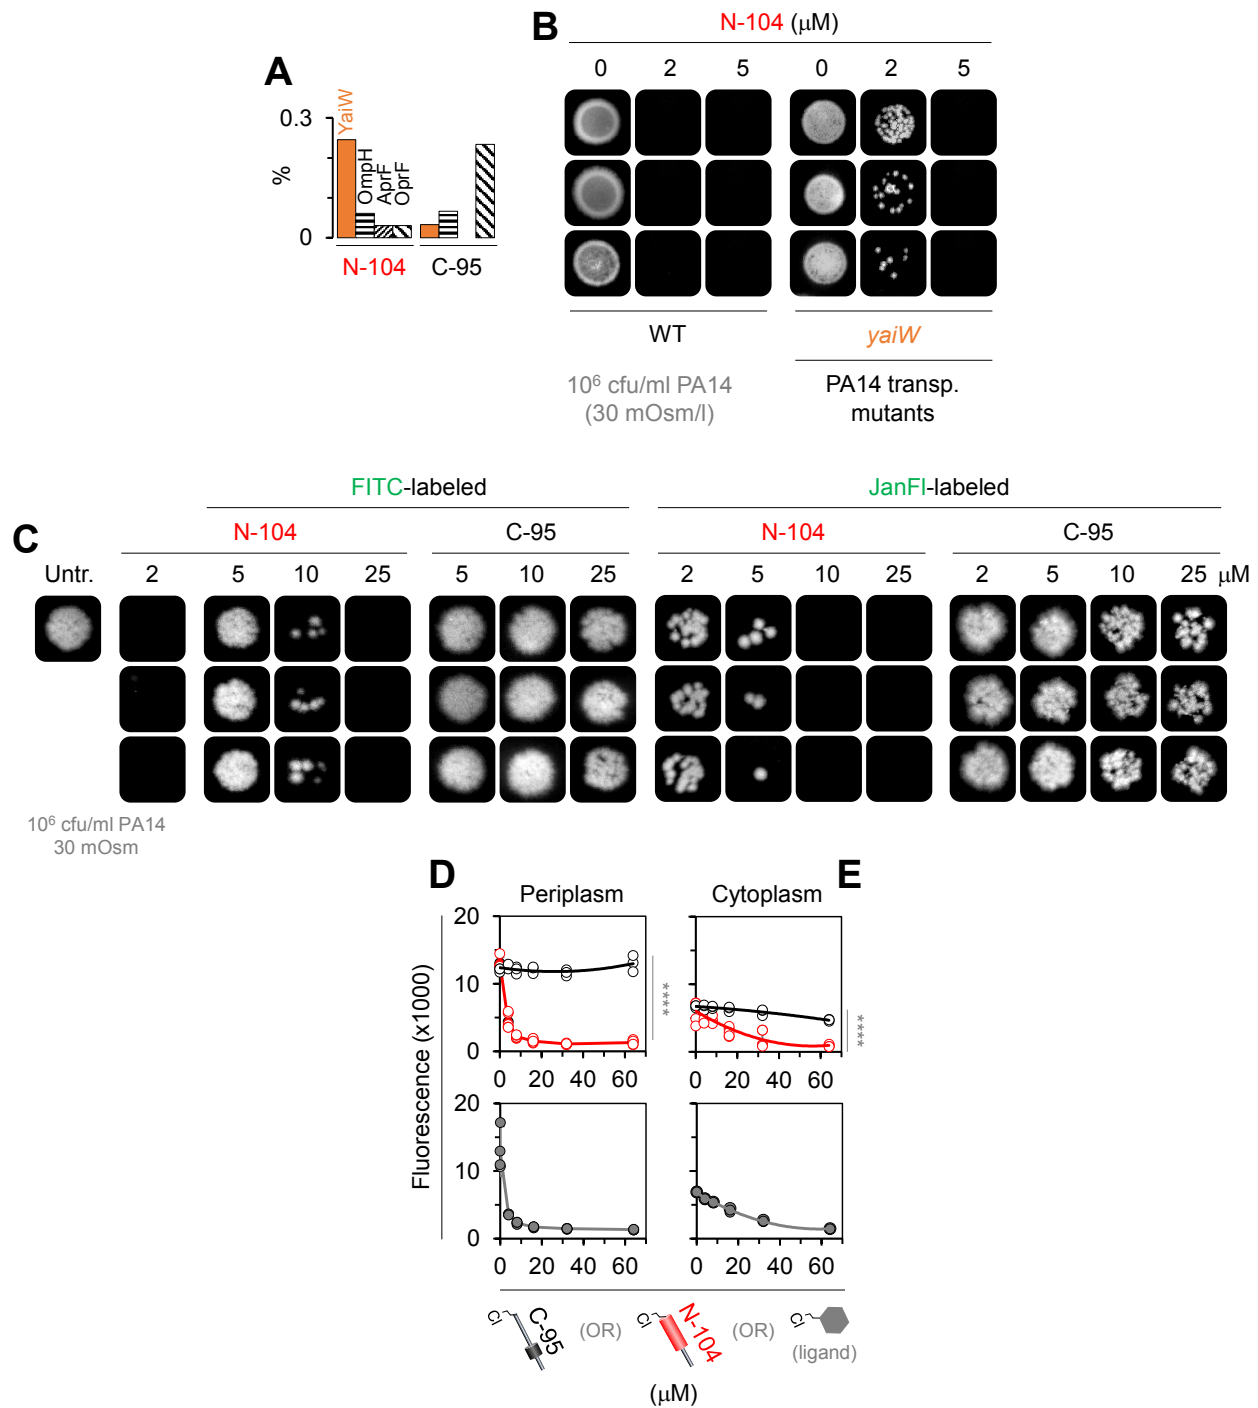 A
0.3
%
0
YaiW
OmpH
AprF
OprF
N-104
C-95
B
N-104 (μM)
0 2 5 0 2 5
WT
yaiW
10⁶ cfu/ml PA14
(30 mOsm/l)
PA14 transp.
mutants
C
FITC-labeled
JanFl-labeled
N-104
C-95
N-104
C-95
Untr. 2 5 10 25 5 10 25 2 5 10 25 2 5 10 25 μM
10⁶ cfu/ml PA14
30 mOsm
D
E
Periplasm
Cytoplasm
Fluorescence (x1000)
20
10
0
****
****
0 20 40 60
0 20 40 60
20
10
0
0 20 40 60
0 20 40 60
Cl
C-95
(OR)
Cl
N-104
(OR)
Cl
(ligand)
(μM)